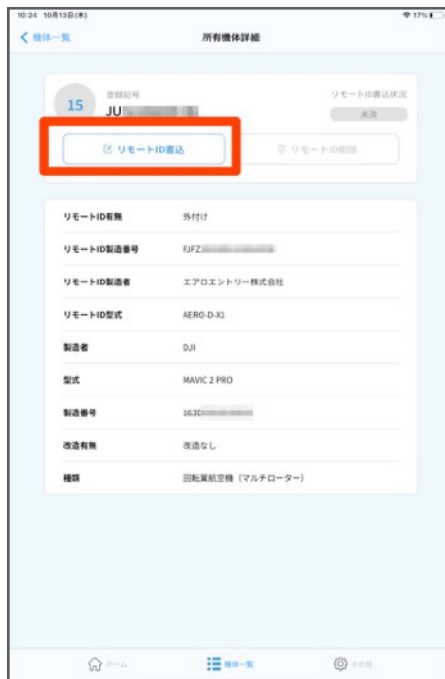 10:24 10月13日(木) 17%
機体一覧 所有機体詳細
15 登録記号 リモートID書込状況
JU 未済
リモートID書込 リモートID削除
リモートID有無 外付け
リモートID製造番号 FJFZ
リモートID製造者 エアロエントリー株式会社
リモートID型式 AERO-D-X1
製造者 DJI
型式 MAVIC 2 PRO
製造番号 163D
改造有無 改造なし
種類 回転翼航空機（マルチローター）
ホーム 機体一覧 その他